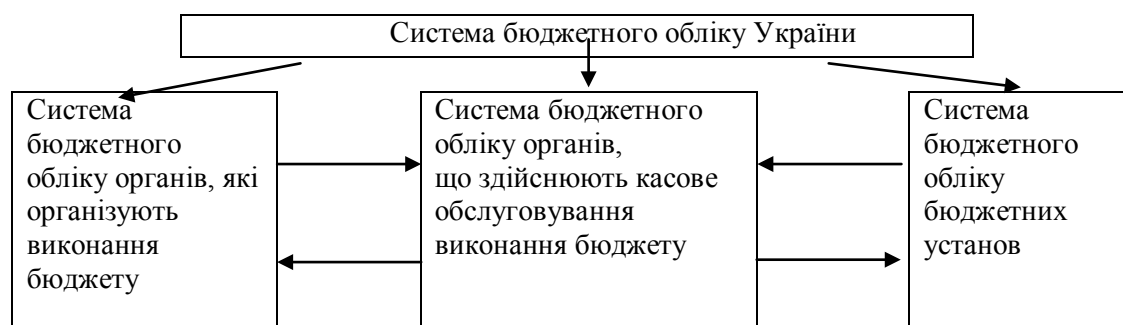 Система бюджетного обліку України
Система
бюджетного
обліку органів, які
організують
виконання
бюджету
Система бюджетного
обліку органів,
що здійснюють касове
обслуговування
виконання бюджету
Система
бюджетного
обліку
бюджетних
установ